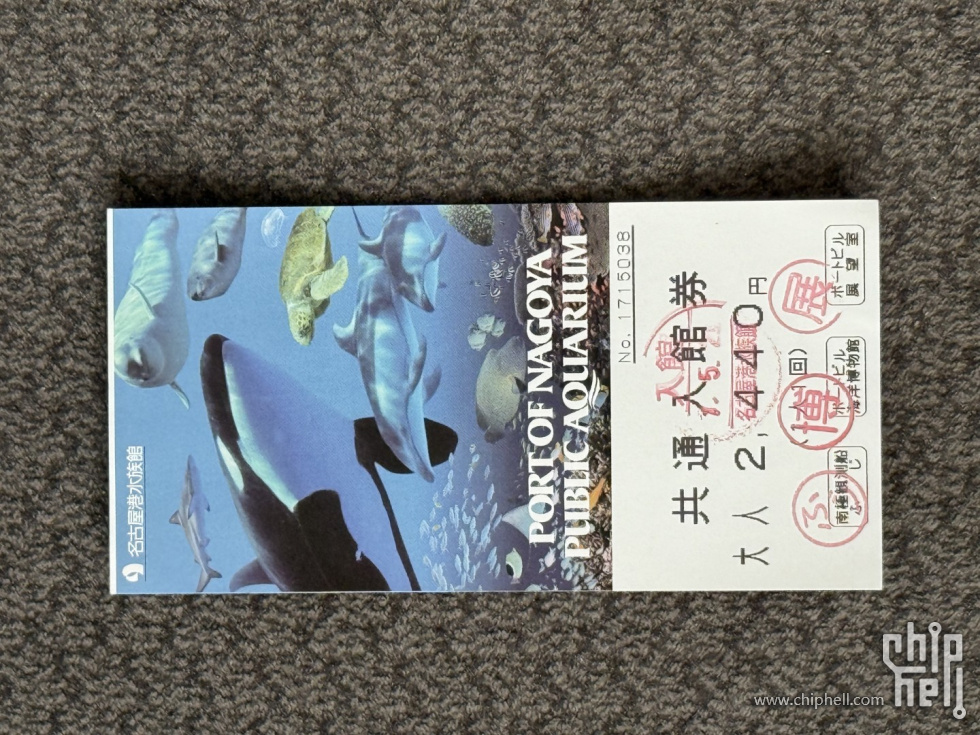 名古屋港水族館
PORT OF NAGOYA
PUBLIC AQUARIUM
No. 1715038
共通入館券
大人 2,440円
(1回)
南極観測船
ふじ
ポートビル
海洋博物館
ポートビル
展望室
入館
.5.
名古屋港水族館
ふ
博
展
www.chiphell.com
chip
hell